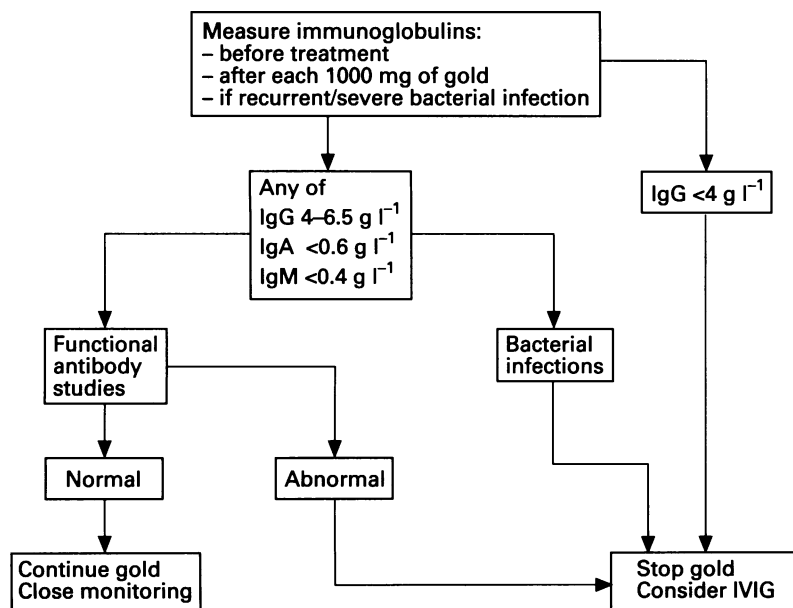 Measure immunoglobulins:
– before treatment
– after each 1000 mg of gold
– if recurrent/severe bacterial infection
Any of
IgG 4–6.5 g l⁻¹
IgA <0.6 g l⁻¹
IgM <0.4 g l⁻¹
IgG <4 g l⁻¹
Functional
antibody
studies
Bacterial
infections
Normal
Abnormal
Continue gold
Close monitoring
Stop gold
Consider IVIG